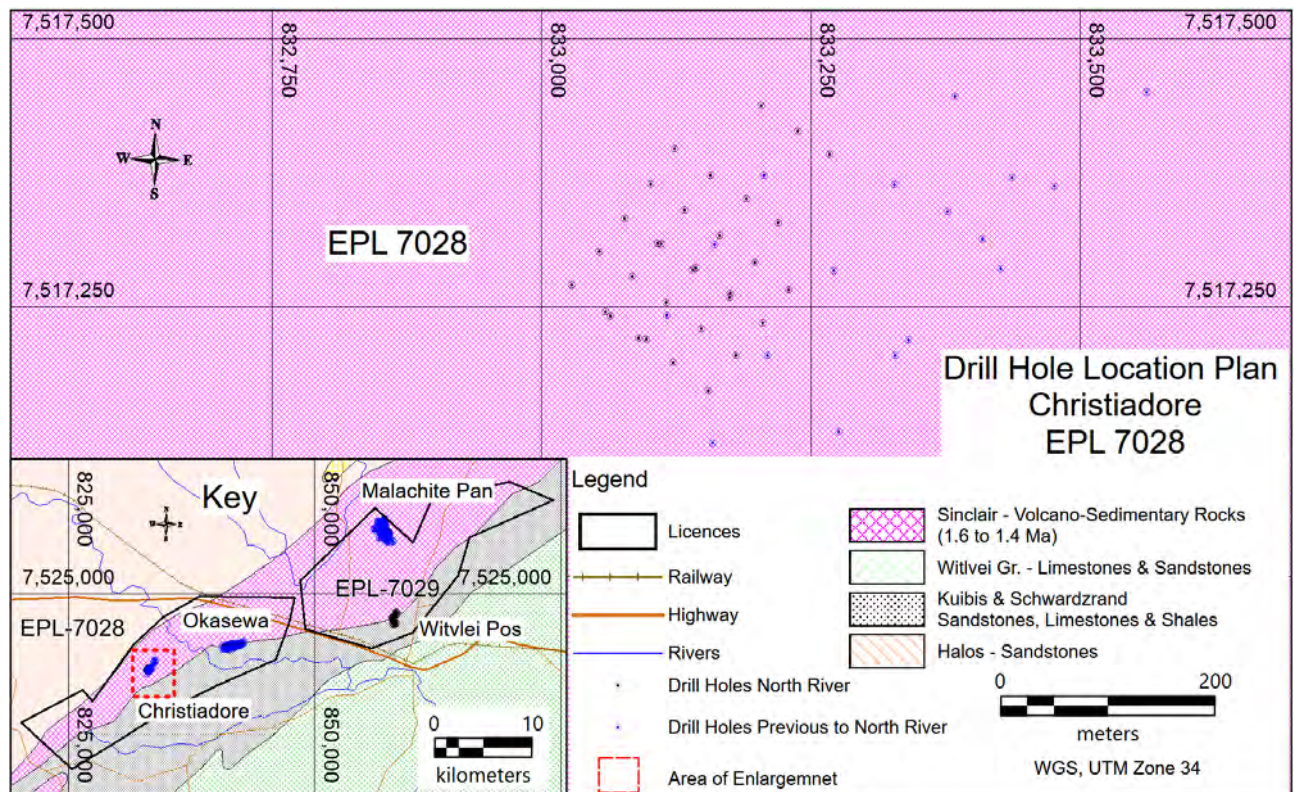 7,517,500
832,750
833,000
833,250
833,500
7,517,500
N
W E
S
EPL 7028
7,517,250
7,517,250
Drill Hole Location Plan
Christiadore
EPL 7028
825,000
Key
850,000
Malachite Pan
7,525,000
EPL-7029
7,525,000
EPL-7028
Okasewa
Witvlei Pos
Christiadore
825,000
850,000
0 10
kilometers
Legend
Licences
Railway
Highway
Rivers
Drill Holes North River
Drill Holes Previous to North River
Area of Enlargemnet
Sinclair - Volcano-Sedimentary Rocks
(1.6 to 1.4 Ma)
Witlvei Gr. - Limestones & Sandstones
Kuibis & Schwardzrand
Sandstones, Limestones & Shales
Halos - Sandstones
0 200
meters
WGS, UTM Zone 34